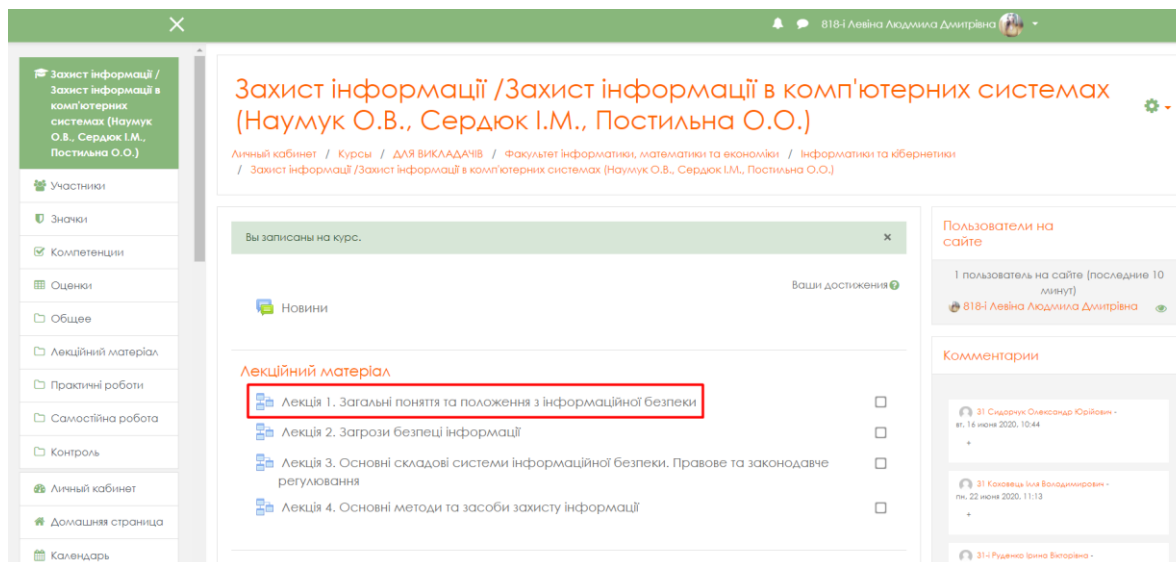 818-і Левіна Людмила Дмитрівна
Захист інформації /
Захист інформації в
комп'ютерних
системах (Наумук
О.В., Сердюк І.М.,
Постильна О.О.)
Участники
Значки
Компетенции
Оценки
Общее
Лекційний матеріал
Практичні роботи
Самостійна робота
Контроль
Личный кабинет
Домашняя страница
Календарь
Захист інформації /Захист інформації в комп'ютерних системах
(Наумук О.В., Сердюк І.М., Постильна О.О.)
Личный кабинет / Курсы / ДЛЯ ВИКЛАДАЧІВ / Факультет інформатики, математики та економіки / Інформатики та кібернетики
/ Захист інформації /Захист інформації в комп'ютерних системах (Наумук О.В., Сердюк І.М., Постильна О.О.)
Вы записаны на курс.
Ваши достижения
Новини
Лекційний матеріал
Лекція 1. Загальні поняття та положення з інформаційної безпеки
Лекція 2. Загрози безпеці інформації
Лекція 3. Основні складові системи інформаційної безпеки. Правове та законодавче
регулювання
Лекція 4. Основні методи та засоби захисту інформації
Пользователи на
сайте
1 пользователь на сайте (последние 10
минут)
818-і Левіна Людмила Дмитрівна
Комментарии
31 Сидорчук Олександр Юрійович -
вт, 16 июня 2020, 10:44
+
31 Каковець Ілля Володимирович -
пн, 22 июня 2020, 11:13
+
31-і Руденко Ірина Вікторівна -